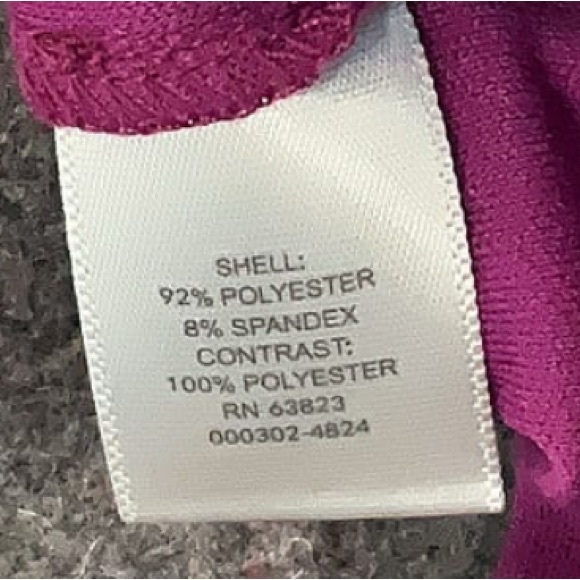 SHELL:
92% POLYESTER
8% SPANDEX
CONTRAST:
100% POLYESTER
RN 63823
000302-4824